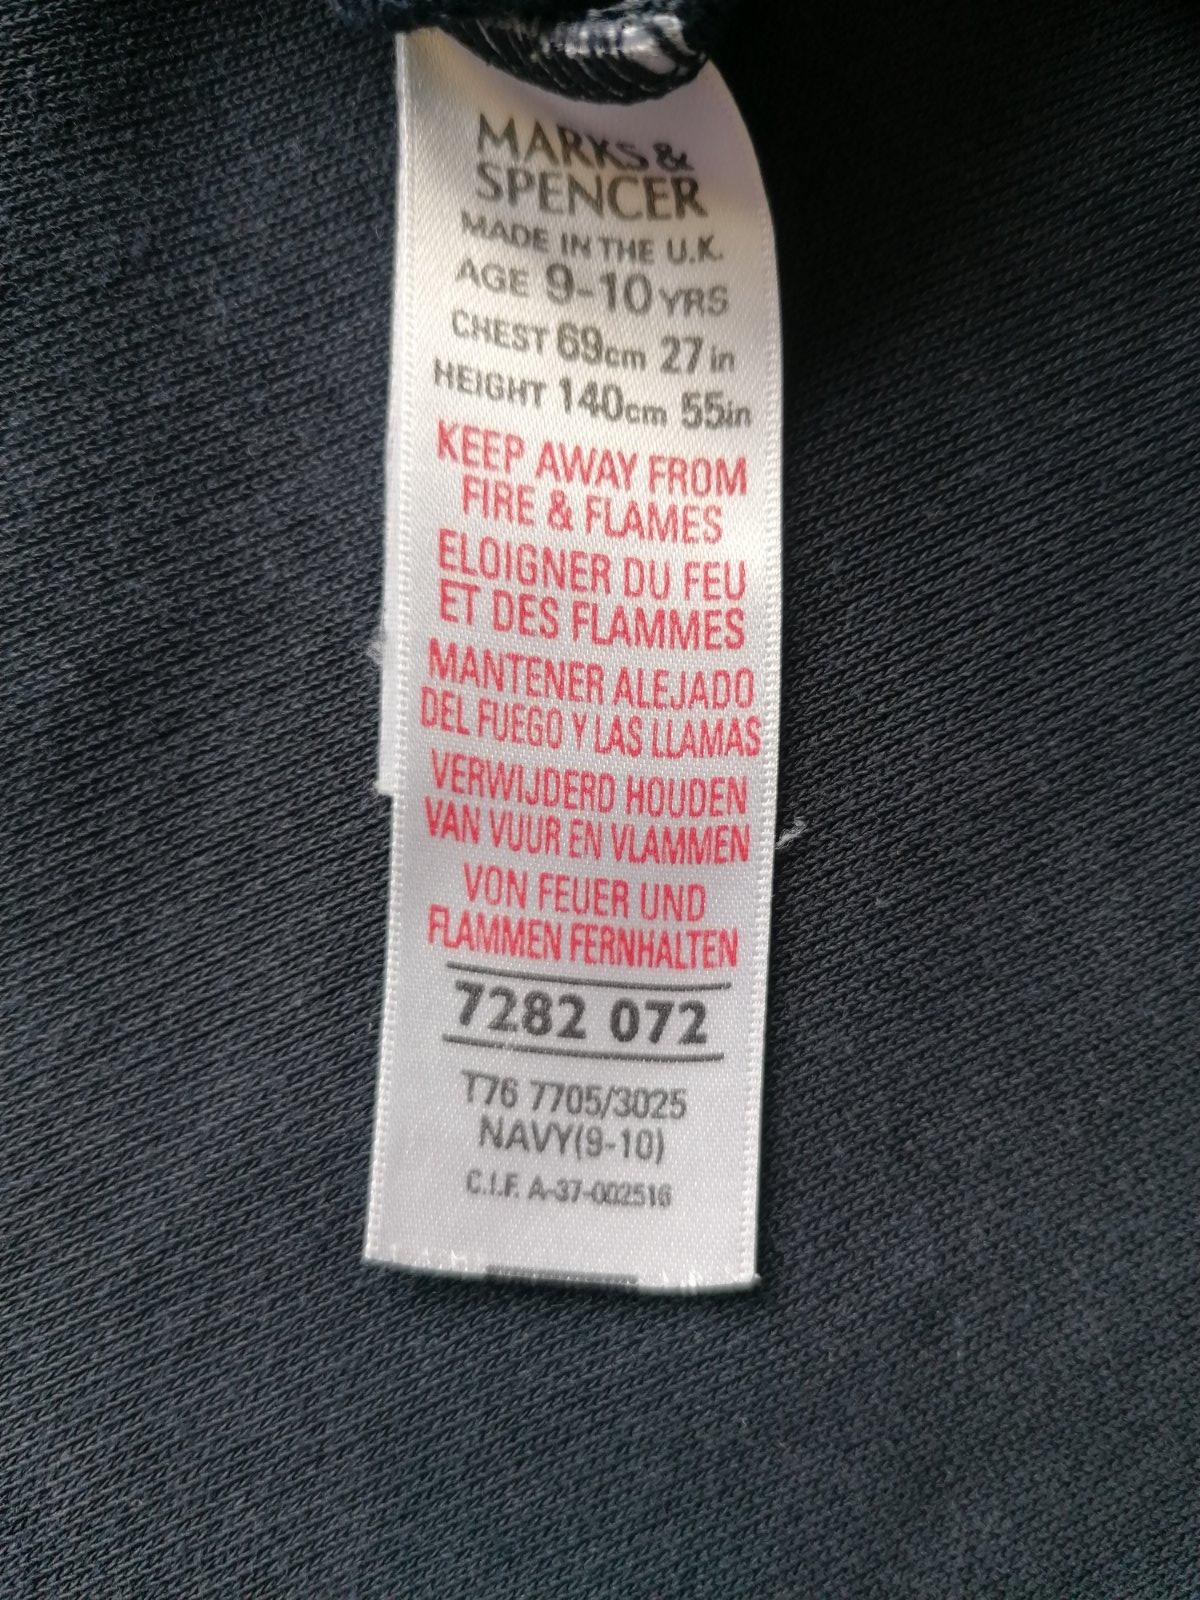 MARKS &
SPENCER
MADE IN THE U.K.
AGE 9-10 YRS
CHEST 69cm 27in
HEIGHT 140cm 55in
KEEP AWAY FROM
FIRE & FLAMES
ELOIGNER DU FEU
ET DES FLAMMES
MANTENER ALEJADO
DEL FUEGO Y LAS LLAMAS
VERWIJDERD HOUDEN
VAN VUUR EN VLAMMEN
VON FEUER UND
FLAMMEN FERNHALTEN
7282 072
T76 7705/3025
NAVY(9-10)
C.I.F. A-37-002516